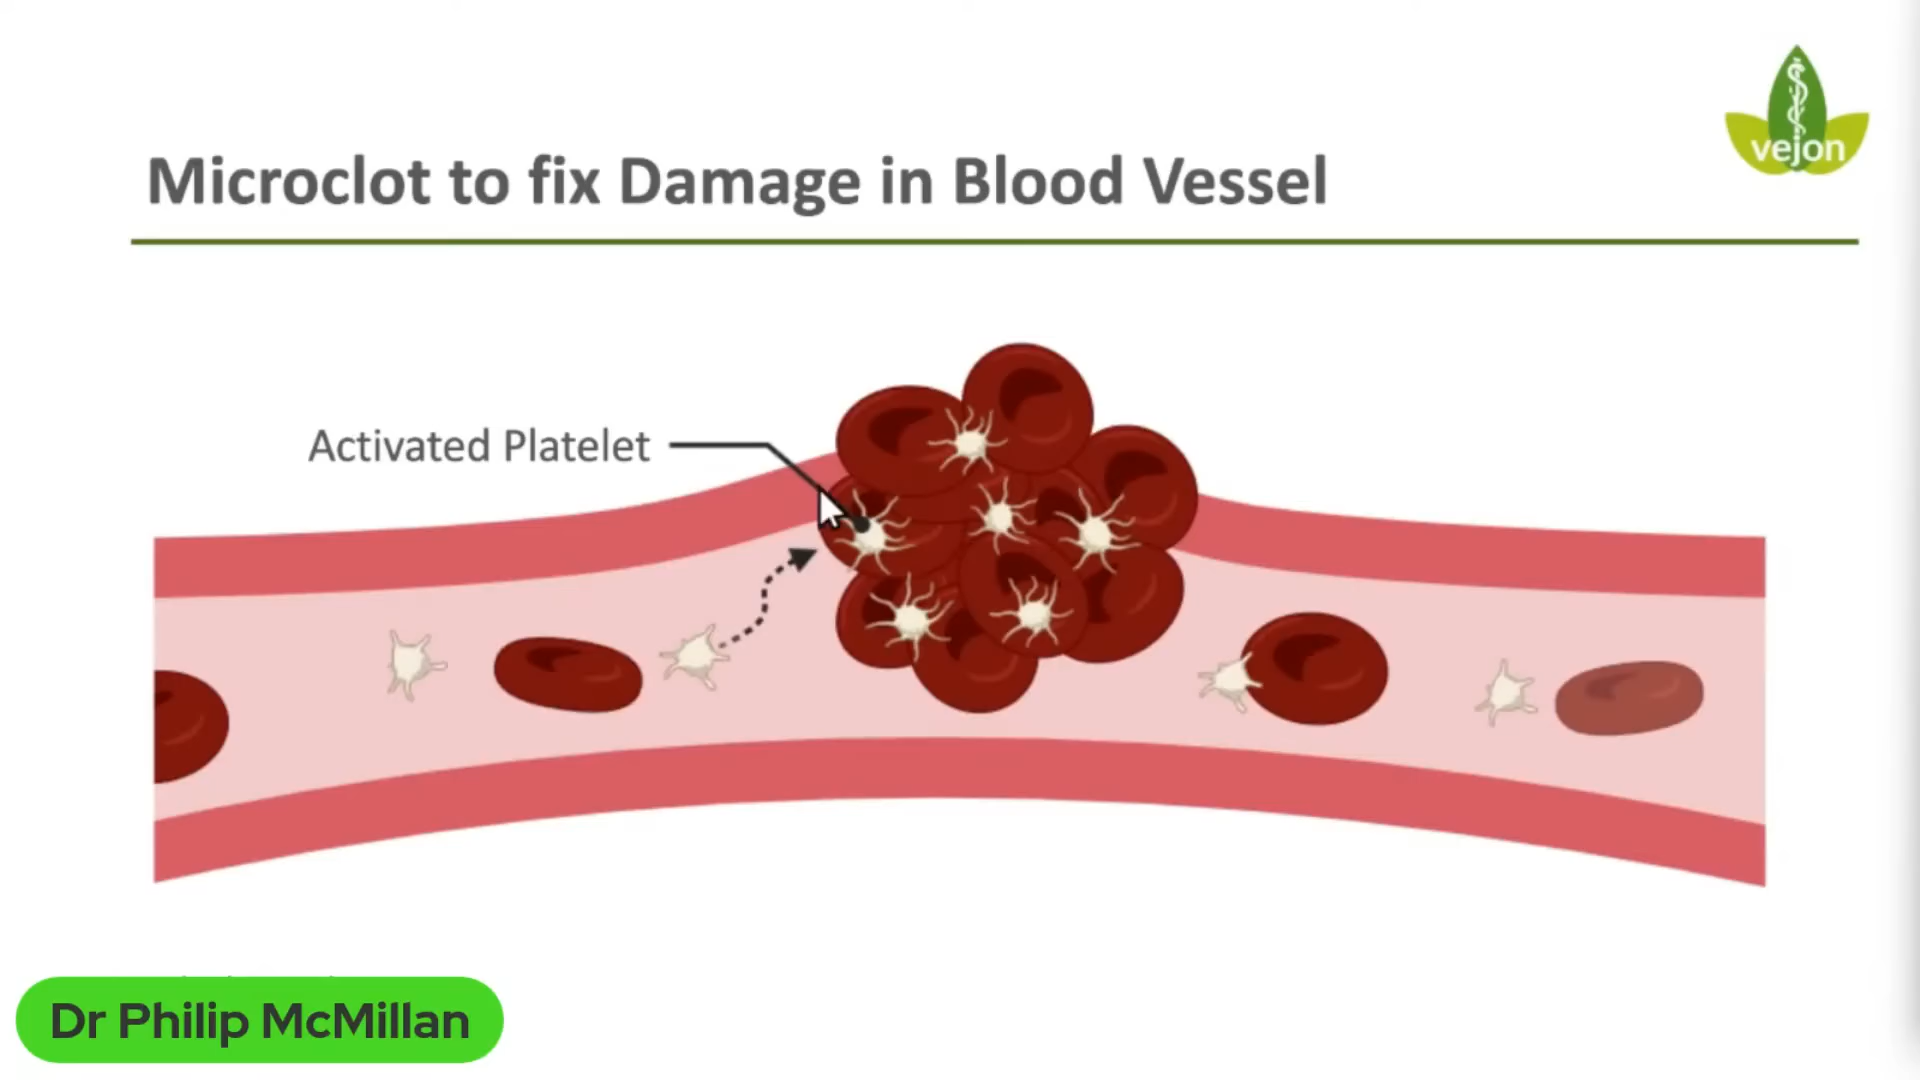 vejon
Microclot to fix Damage in Blood Vessel
Activated Platelet
Dr Philip McMillan